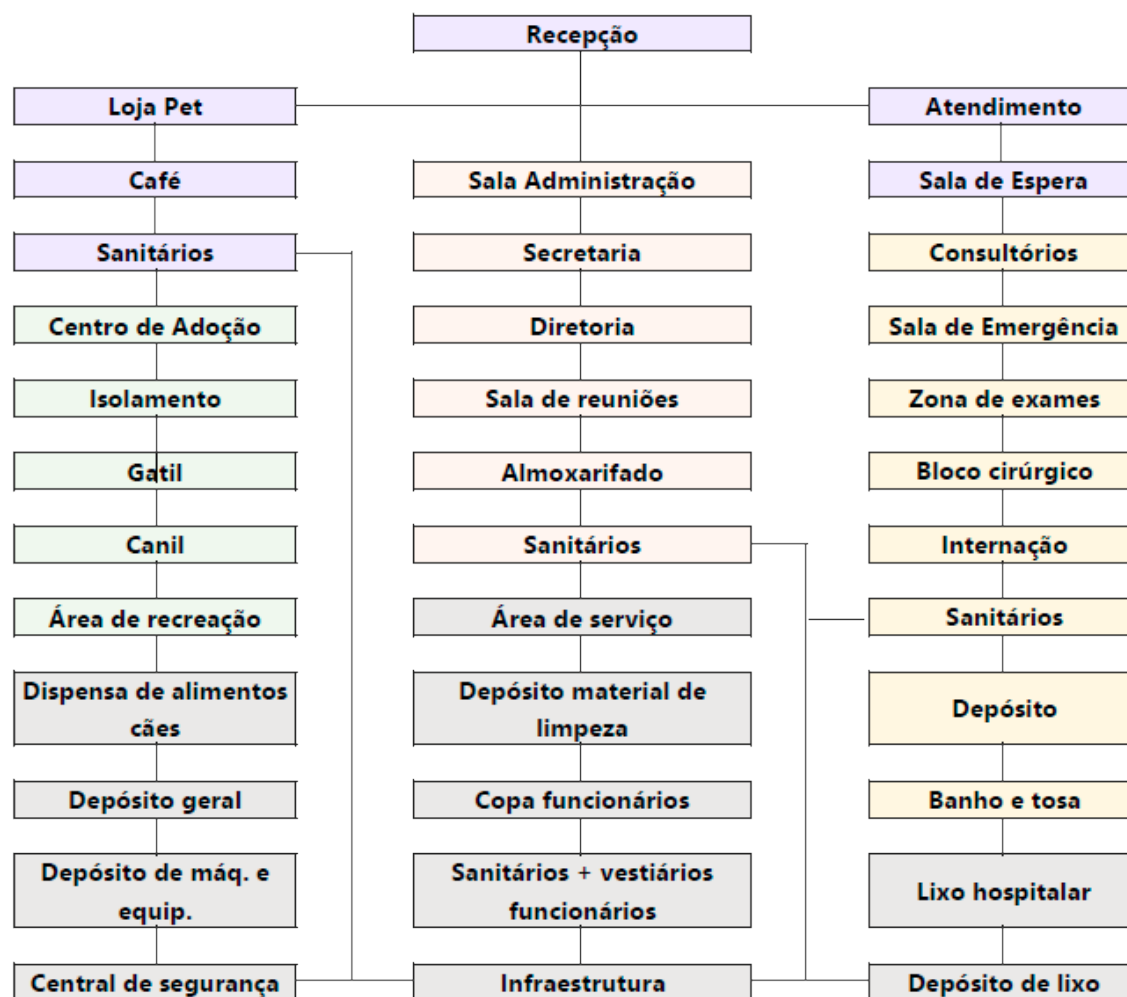 Recepção
Loja Pet
Atendimento
Café
Sala Administração
Sala de Espera
Sanitários
Secretaria
Consultórios
Centro de Adoção
Diretoria
Sala de Emergência
Isolamento
Sala de reuniões
Zona de exames
Gatil
Almoxarifado
Bloco cirúrgico
Canil
Sanitários
Internação
Área de recreação
Área de serviço
Sanitários
Dispensa de alimentos
cães
Depósito material de
limpeza
Depósito
Depósito geral
Copa funcionários
Banho e tosa
Depósito de máq. e
equip.
Sanitários + vestiários
funcionários
Lixo hospitalar
Central de segurança
Infraestrutura
Depósito de lixo